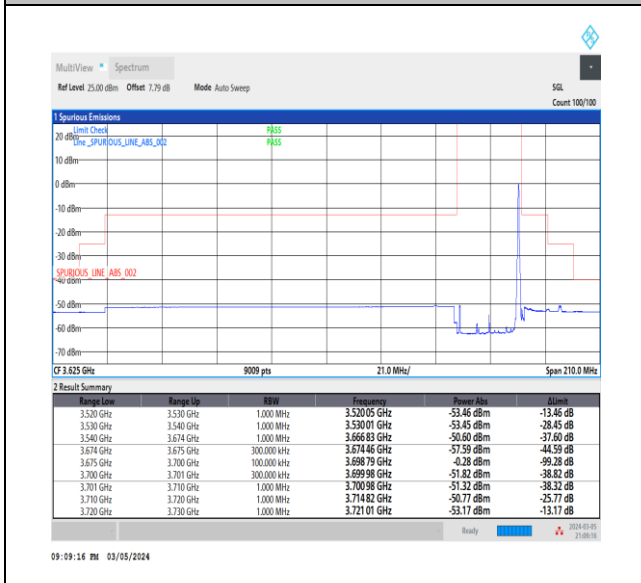 MultiView Spectrum
Ref Level 25.00 dBm Offset 7.79 dB Mode Auto Sweep SGL
Count 100/100
1 Spurious Emissions
Limit Check PASS
20 dBm
Line _SPURIOUS_LINE_ABS_002 PASS
10 dBm
0 dBm
-10 dBm
-20 dBm
-30 dBm
SPURIOUS_LINE_ABS_002
-40 dBm
-50 dBm
-60 dBm
-70 dBm
CF 3.625 GHz 9009 pts 21.0 MHz/ Span 210.0 MHz
2 Result Summary
Range Low Range Up RBW Frequency Power Abs ΔLimit
3.520 GHz 3.530 GHz 1.000 MHz 3.520 05 GHz -53.46 dBm -13.46 dB
3.530 GHz 3.540 GHz 1.000 MHz 3.530 01 GHz -53.45 dBm -28.45 dB
3.540 GHz 3.674 GHz 1.000 MHz 3.666 83 GHz -50.60 dBm -37.60 dB
3.674 GHz 3.675 GHz 300.000 kHz 3.674 46 GHz -57.59 dBm -44.59 dB
3.675 GHz 3.700 GHz 100.000 kHz 3.698 79 GHz -0.28 dBm -99.28 dB
3.700 GHz 3.701 GHz 300.000 kHz 3.699 98 GHz -51.82 dBm -38.82 dB
3.701 GHz 3.710 GHz 1.000 MHz 3.700 98 GHz -51.32 dBm -38.32 dB
3.710 GHz 3.720 GHz 1.000 MHz 3.714 82 GHz -50.77 dBm -25.77 dB
3.720 GHz 3.730 GHz 1.000 MHz 3.721 01 GHz -53.17 dBm -13.17 dB
Ready 2024-03-05
21:09:16
09:09:16 PM 03/05/2024